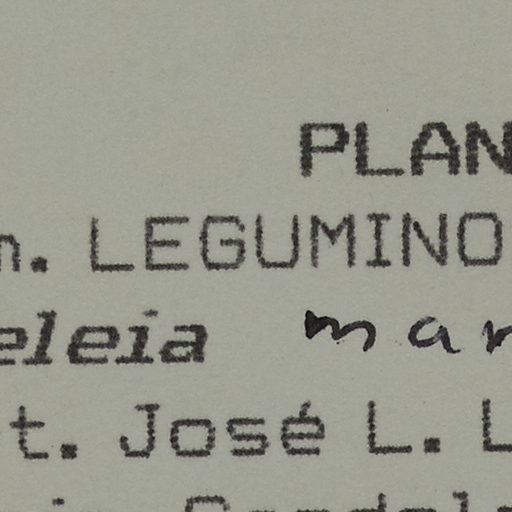 PLAN
m. LEGUMINO
eleia mar
t. José L. L